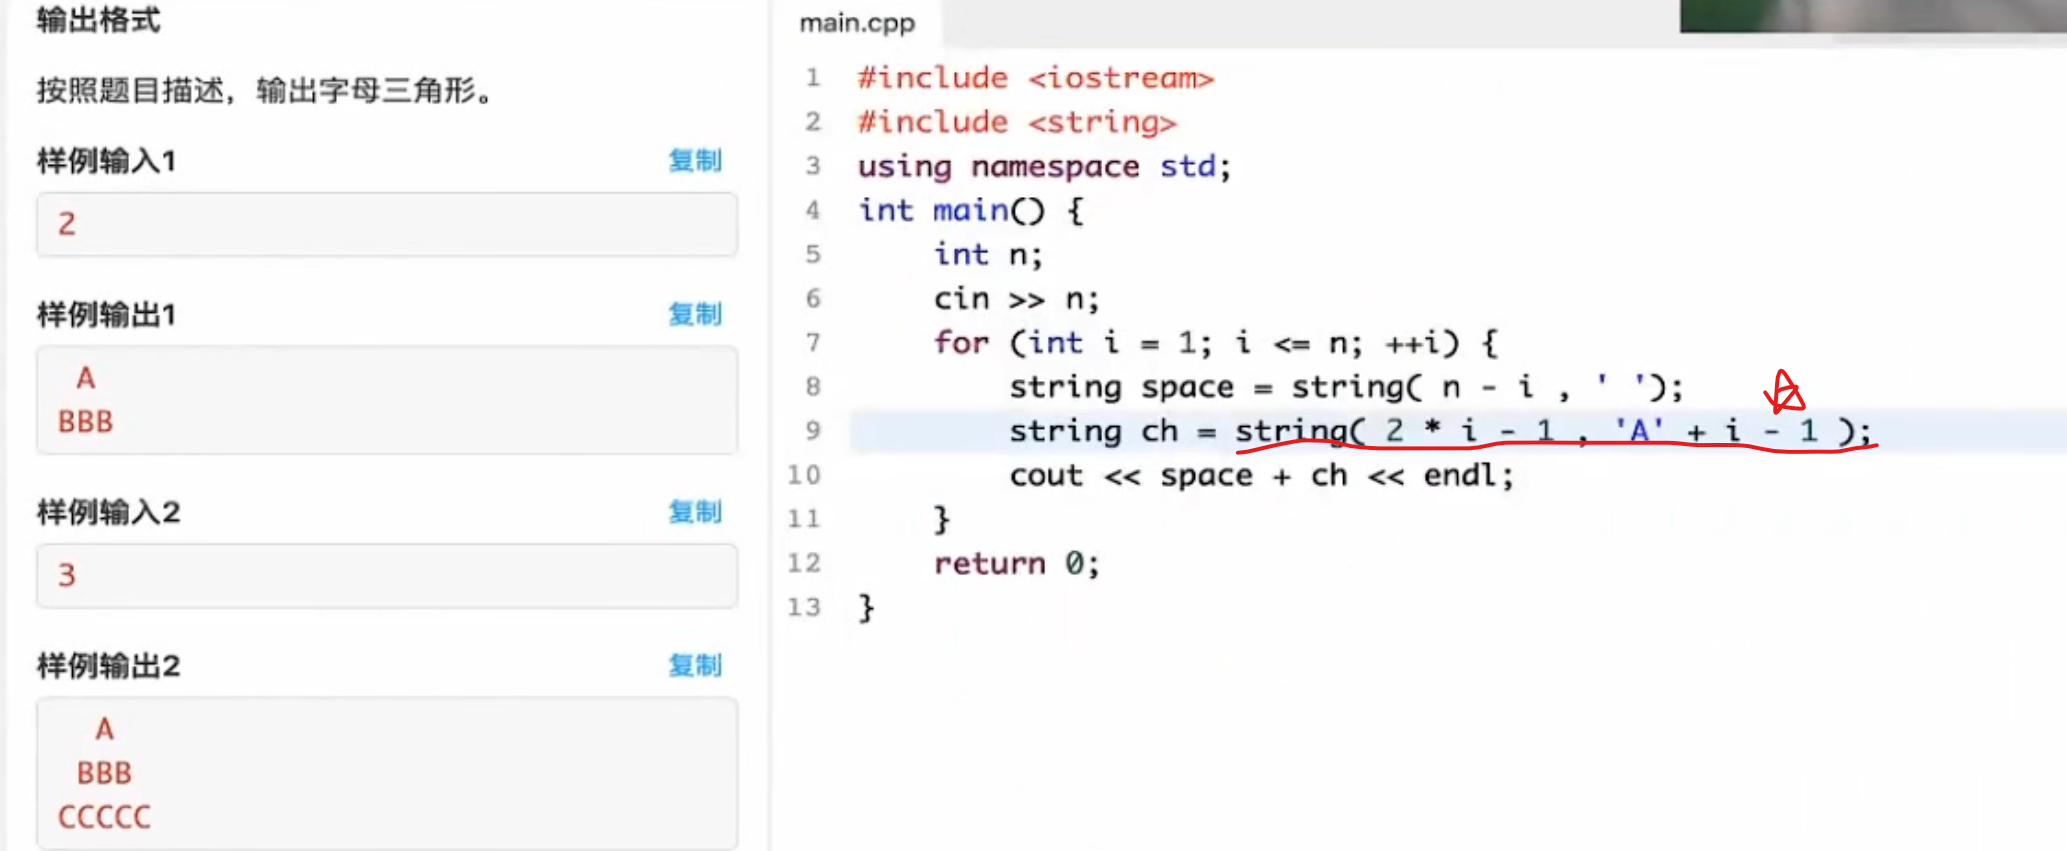 输出格式
按照题目描述，输出字母三角形。
样例输入1
复制
2
样例输出1
复制
A
BBB
样例输入2
复制
3
样例输出2
复制
A
BBB
CCCCC
main.cpp
1 #include <iostream>
2 #include <string>
3 using namespace std;
4 int main() {
5 int n;
6 cin >> n;
7 for (int i = 1; i <= n; ++i) {
8 string space = string( n - i , ' ');
9 string ch = string( 2 * i - 1 , 'A' + i - 1 );
10 cout << space + ch << endl;
11 }
12 return 0;
13 }